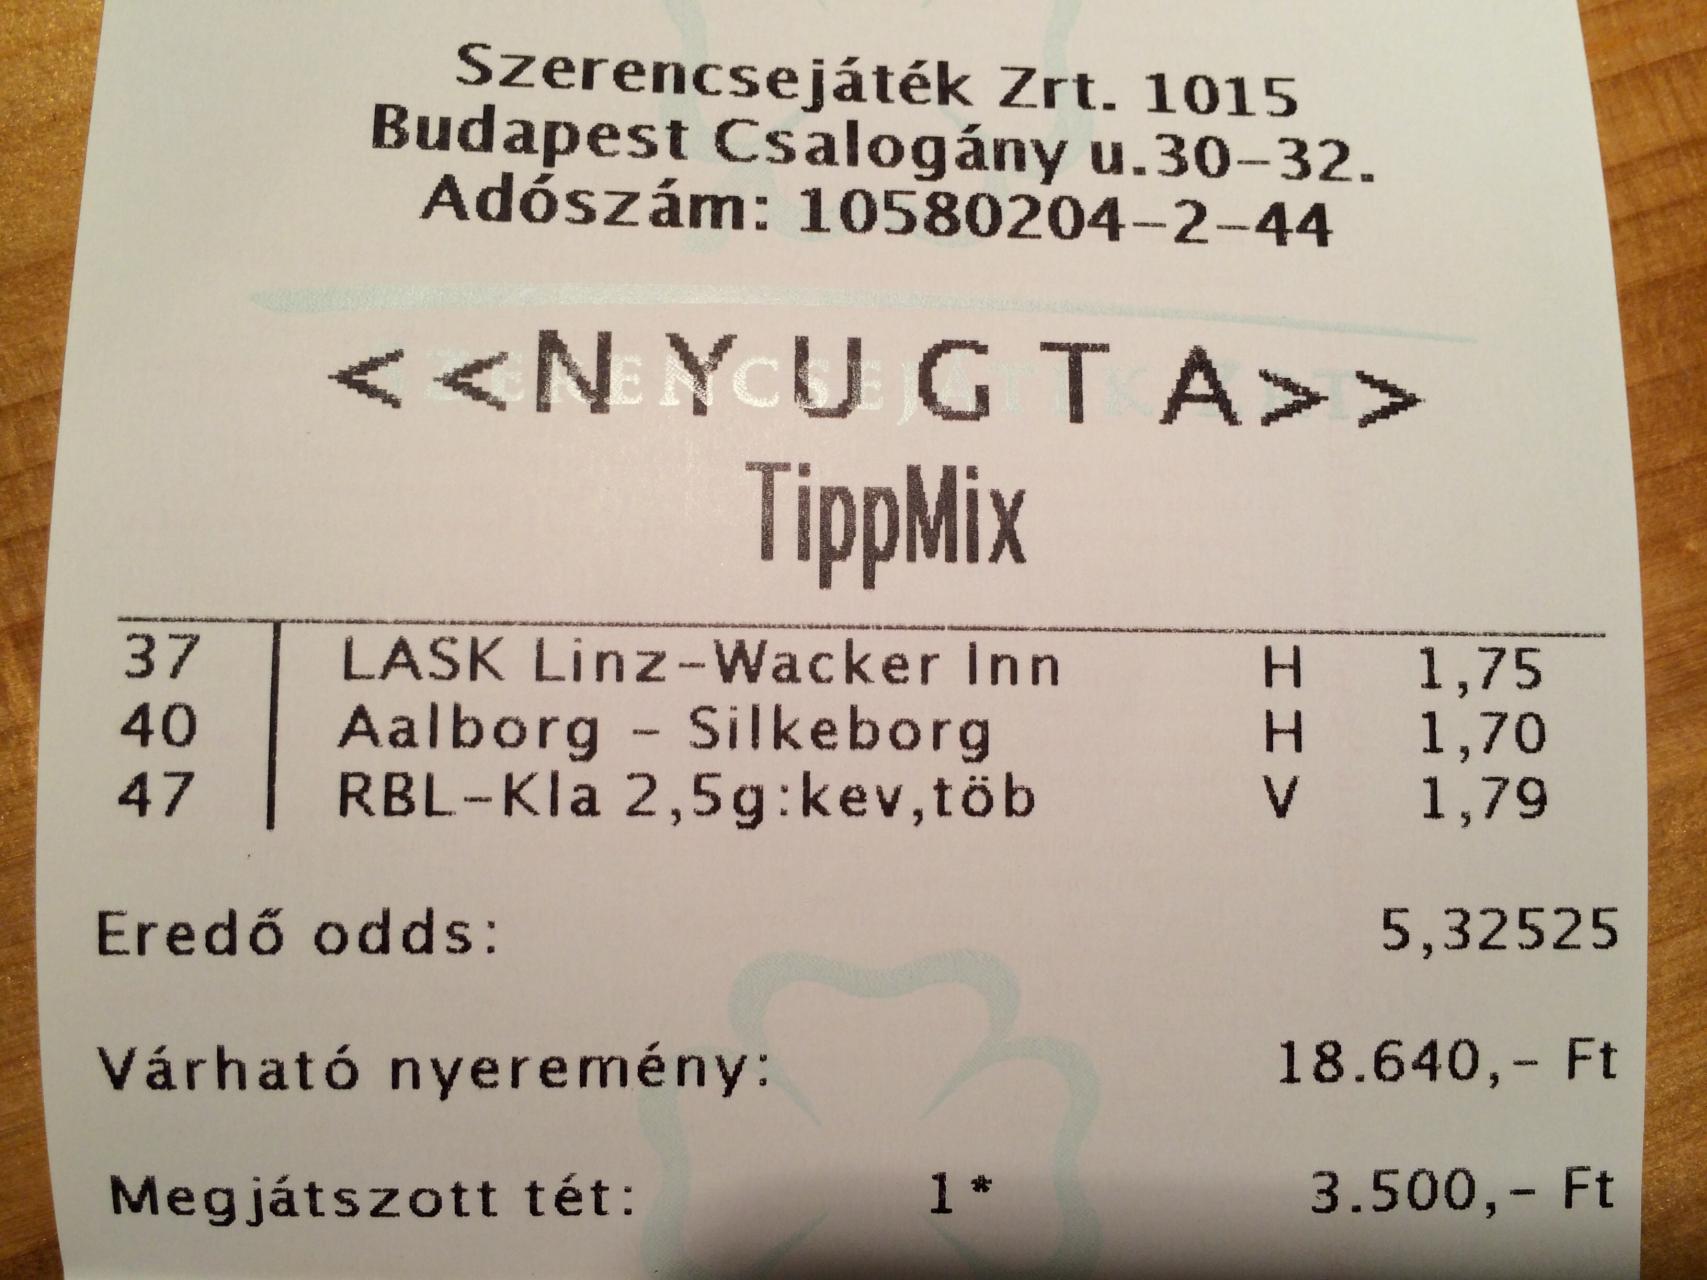 Szerencsejáték Zrt. 1015
Budapest Csalogány u.30-32.
Adószám: 10580204-2-44
SZERENCSEJÁTÉK ZRT
<<NYUGTA>>
TippMix
37 LASK Linz-Wacker Inn H 1,75
40 Aalborg - Silkeborg H 1,70
47 RBL-Kla 2,5g:kev,töb V 1,79
Eredő odds: 5,32525
Várható nyeremény: 18.640,- Ft
Megjátszott tét: 1* 3.500,- Ft